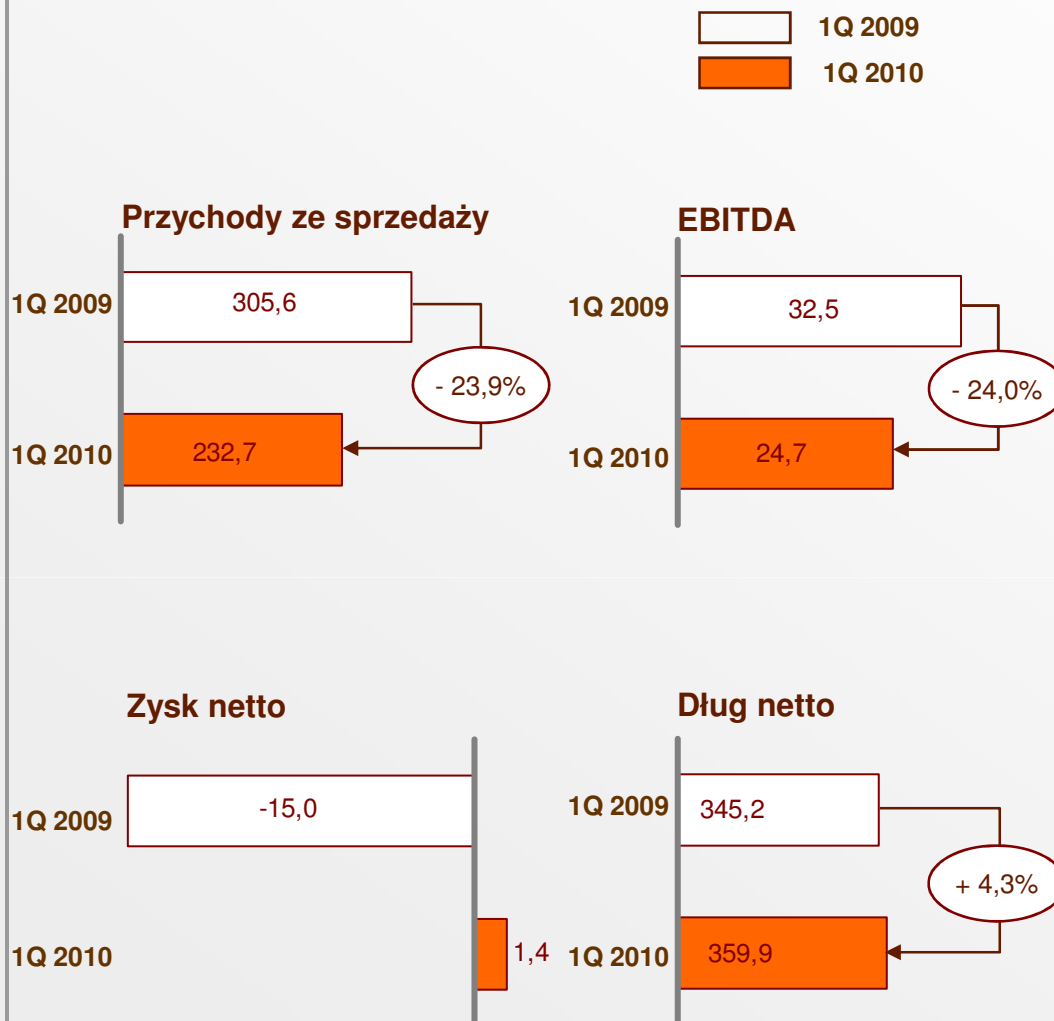 1Q 2009
1Q 2010
Przychody ze sprzedaży
1Q 2009
305,6
- 23,9%
1Q 2010
232,7
EBITDA
1Q 2009
32,5
- 24,0%
1Q 2010
24,7
Zysk netto
1Q 2009
-15,0
1Q 2010
1,4
Dług netto
1Q 2009
345,2
+ 4,3%
1Q 2010
359,9